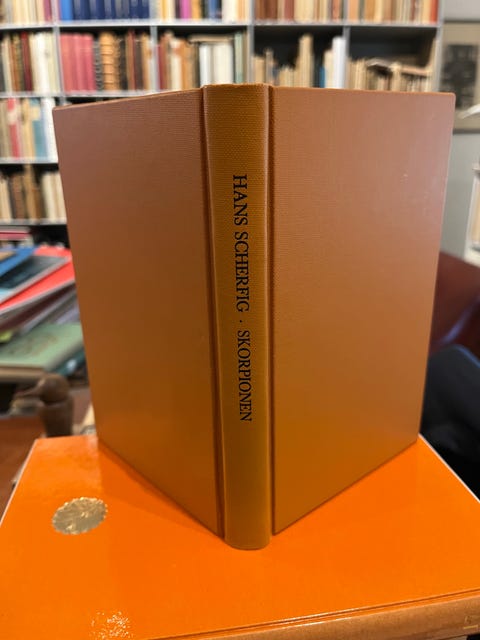 HANS SCHERFIG · SKORPIONEN